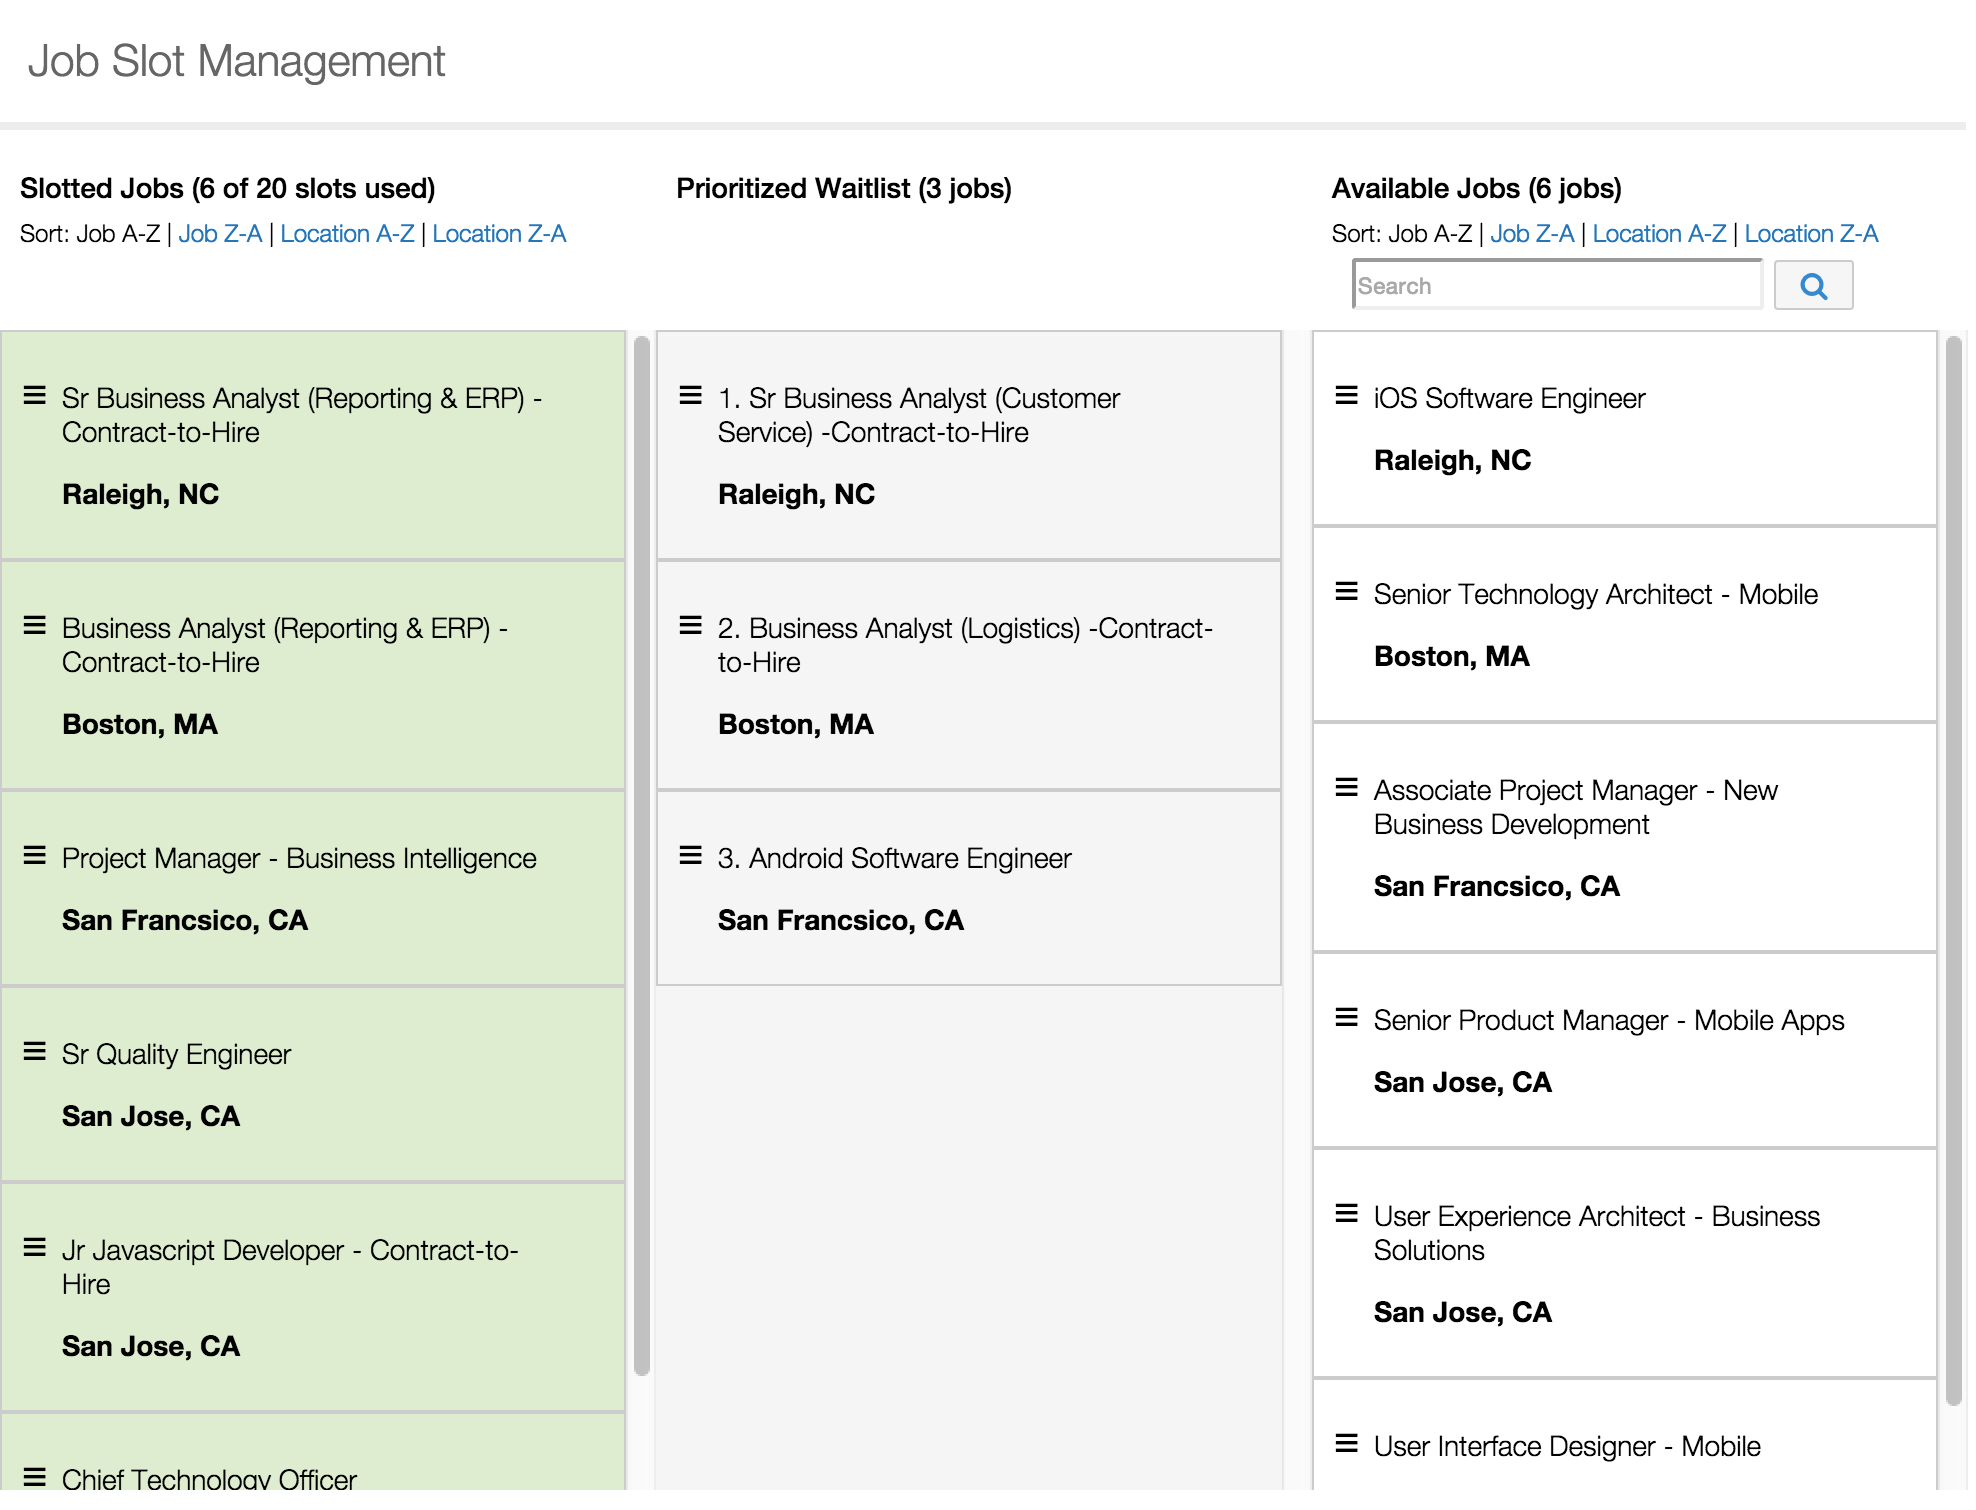 Job Slot Management
Slotted Jobs (6 of 20 slots used)
Sort: Job A-Z | Job Z-A | Location A-Z | Location Z-A
Sr Business Analyst (Reporting & ERP) -
Contract-to-Hire
Raleigh, NC
Business Analyst (Reporting & ERP) -
Contract-to-Hire
Boston, MA
Project Manager - Business Intelligence
San Francsico, CA
Sr Quality Engineer
San Jose, CA
Jr Javascript Developer - Contract-to-
Hire
San Jose, CA
Chief Technology Officer
Prioritized Waitlist (3 jobs)
1. Sr Business Analyst (Customer
Service) -Contract-to-Hire
Raleigh, NC
2. Business Analyst (Logistics) -Contract-
to-Hire
Boston, MA
3. Android Software Engineer
San Francsico, CA
Available Jobs (6 jobs)
Sort: Job A-Z | Job Z-A | Location A-Z | Location Z-A
Search
iOS Software Engineer
Raleigh, NC
Senior Technology Architect - Mobile
Boston, MA
Associate Project Manager - New
Business Development
San Francsico, CA
Senior Product Manager - Mobile Apps
San Jose, CA
User Experience Architect - Business
Solutions
San Jose, CA
User Interface Designer - Mobile